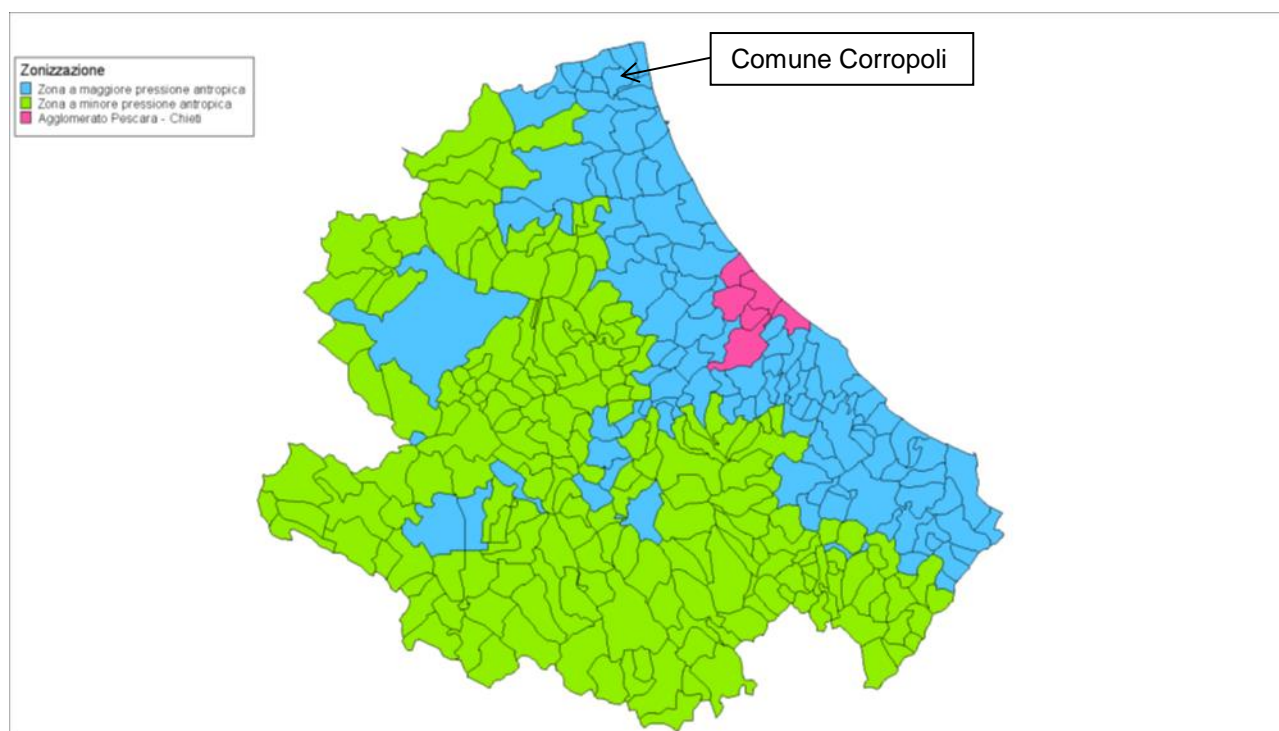 Comune Corropoli
Zonizzazione
Zona a maggiore pressione antropica
Zona a minore pressione antropica
Agglomerato Pescara - Chieti